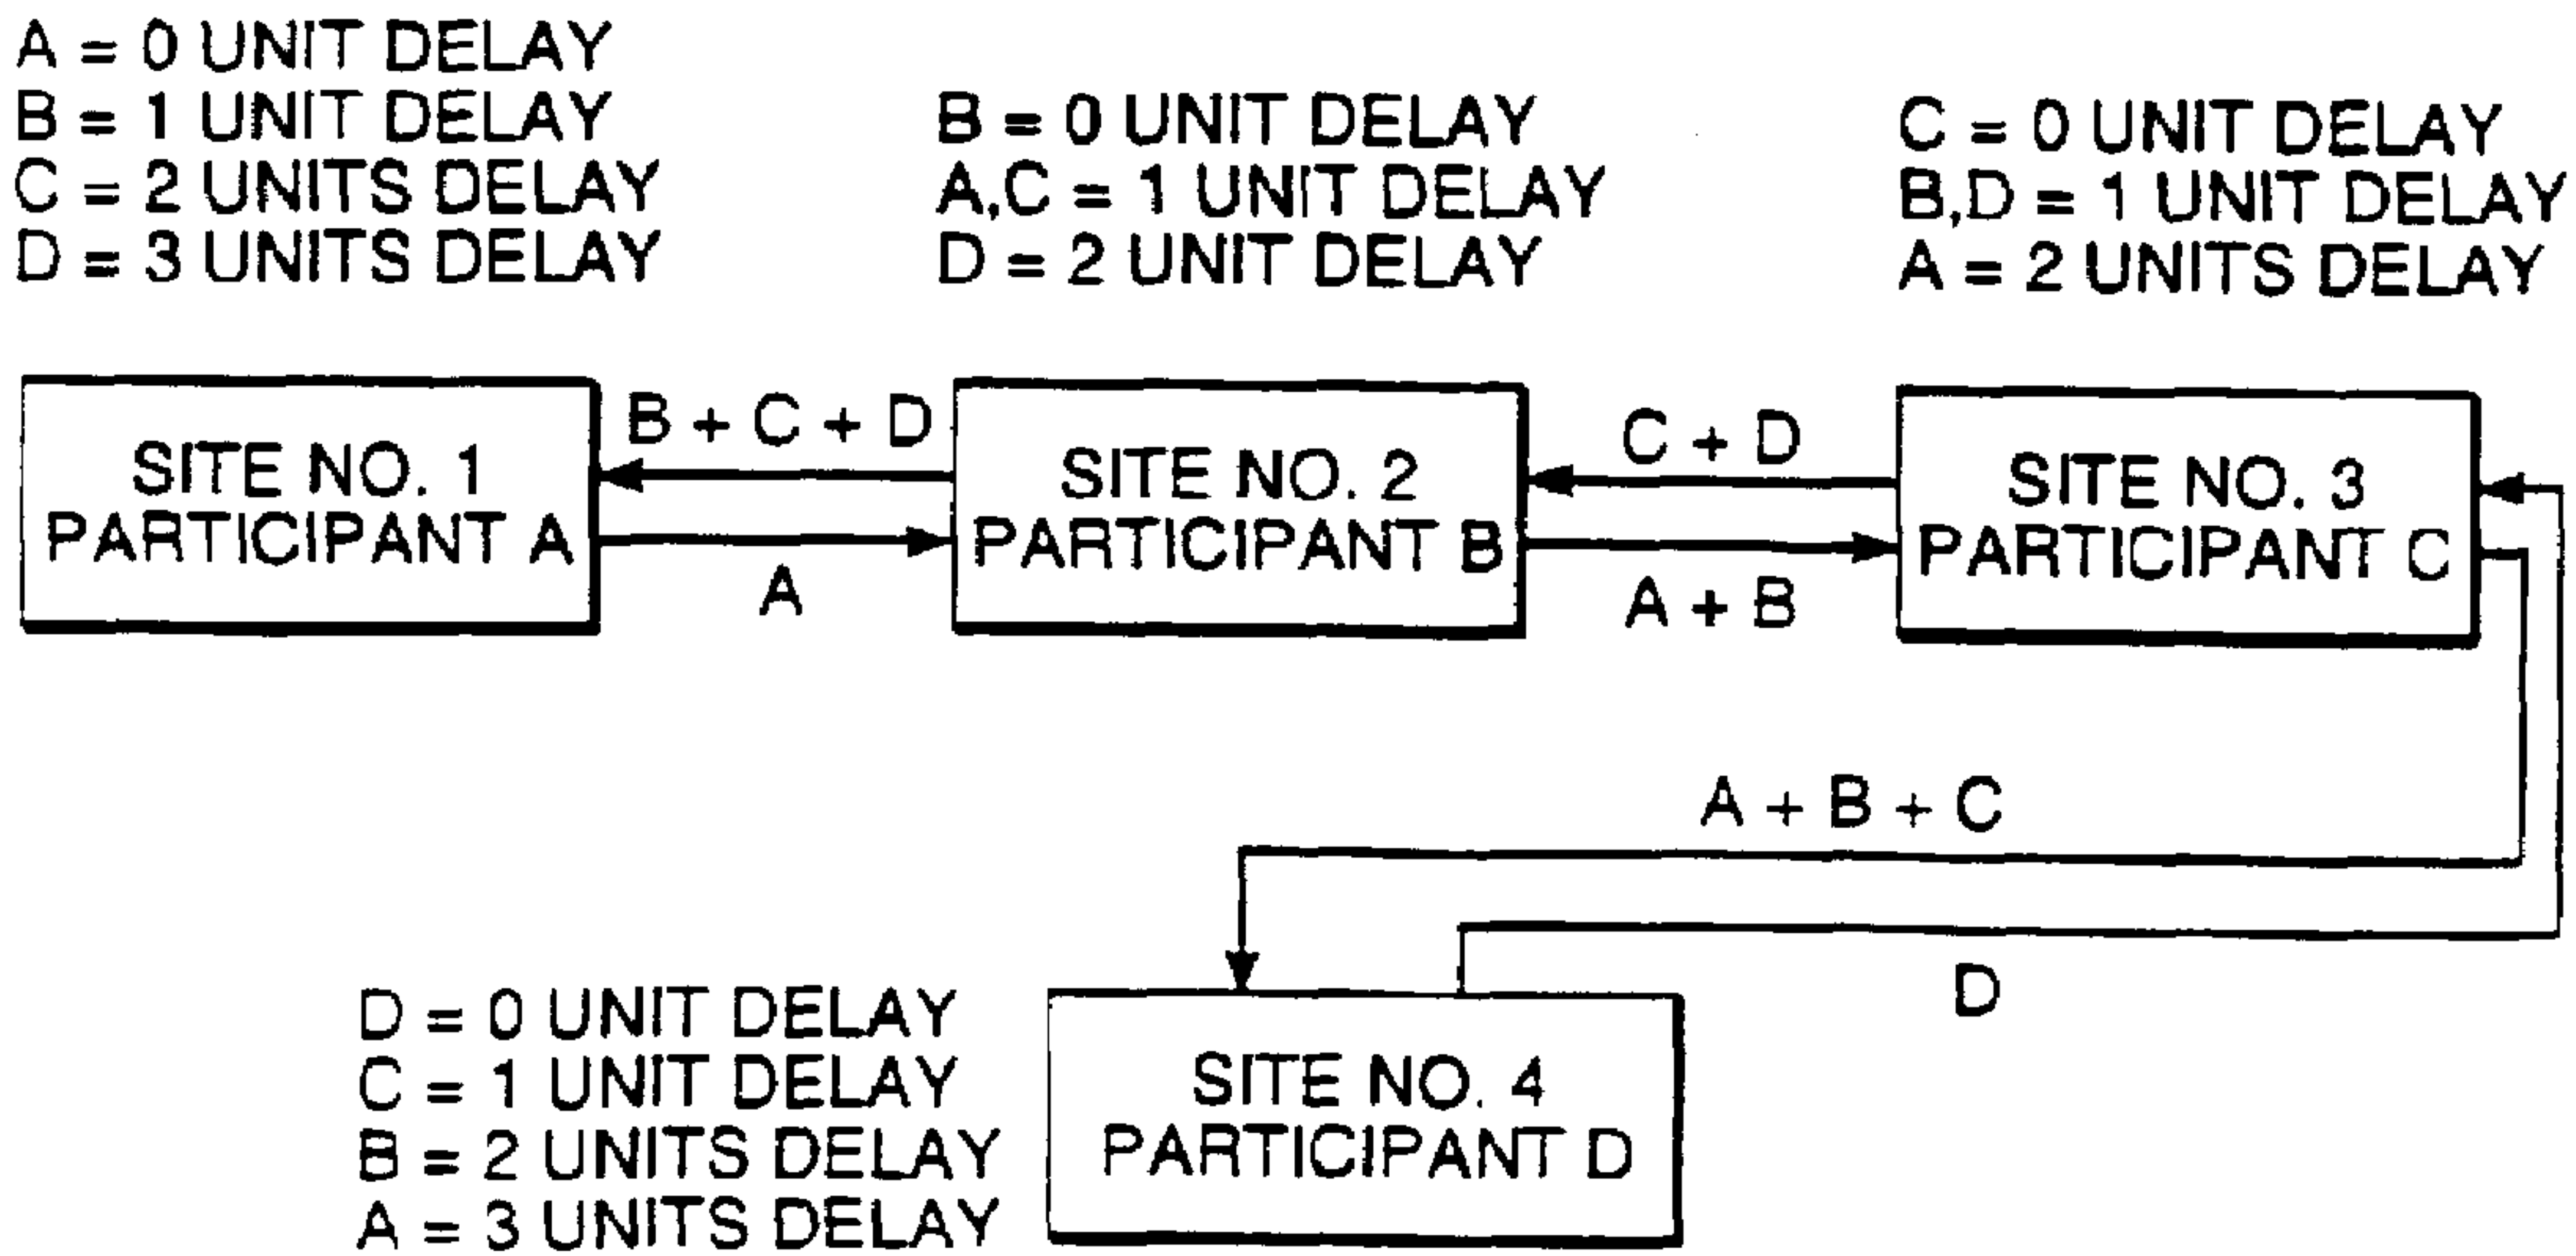 A = 0 UNIT DELAY
B = 1 UNIT DELAY
C = 2 UNITS DELAY
D = 3 UNITS DELAY
B = 0 UNIT DELAY
A,C = 1 UNIT DELAY
D = 2 UNIT DELAY
C = 0 UNIT DELAY
B,D = 1 UNIT DELAY
A = 2 UNITS DELAY
SITE NO. 1
PARTICIPANT A
B + C + D
A
SITE NO. 2
PARTICIPANT B
C + D
A + B
SITE NO. 3
PARTICIPANT C
A + B + C
D
D = 0 UNIT DELAY
C = 1 UNIT DELAY
B = 2 UNITS DELAY
A = 3 UNITS DELAY
SITE NO. 4
PARTICIPANT D